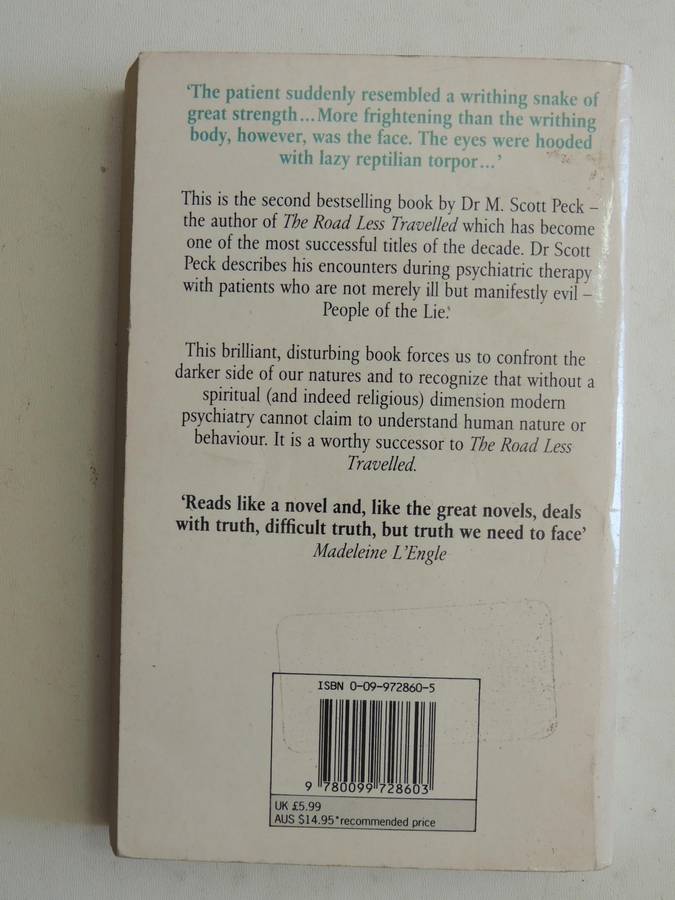 ‘The patient suddenly resembled a writhing snake of
great strength...More frightening than the writhing
body, however, was the face. The eyes were hooded
with lazy reptilian torpor...’
This is the second bestselling book by Dr M. Scott Peck –
the author of The Road Less Travelled which has become
one of the most successful titles of the decade. Dr Scott
Peck describes his encounters during psychiatric therapy
with patients who are not merely ill but manifestly evil –
People of the Lie.‘
This brilliant, disturbing book forces us to confront the
darker side of our natures and to recognize that without a
spiritual (and indeed religious) dimension modern
psychiatry cannot claim to understand human nature or
behaviour. It is a worthy successor to The Road Less
Travelled.
‘Reads like a novel and, like the great novels, deals
with truth, difficult truth, but truth we need to face’
Madeleine L’Engle
ISBN 0-09-972860-5
9 780099 728603
UK £5.99
AUS $14.95*recommended price